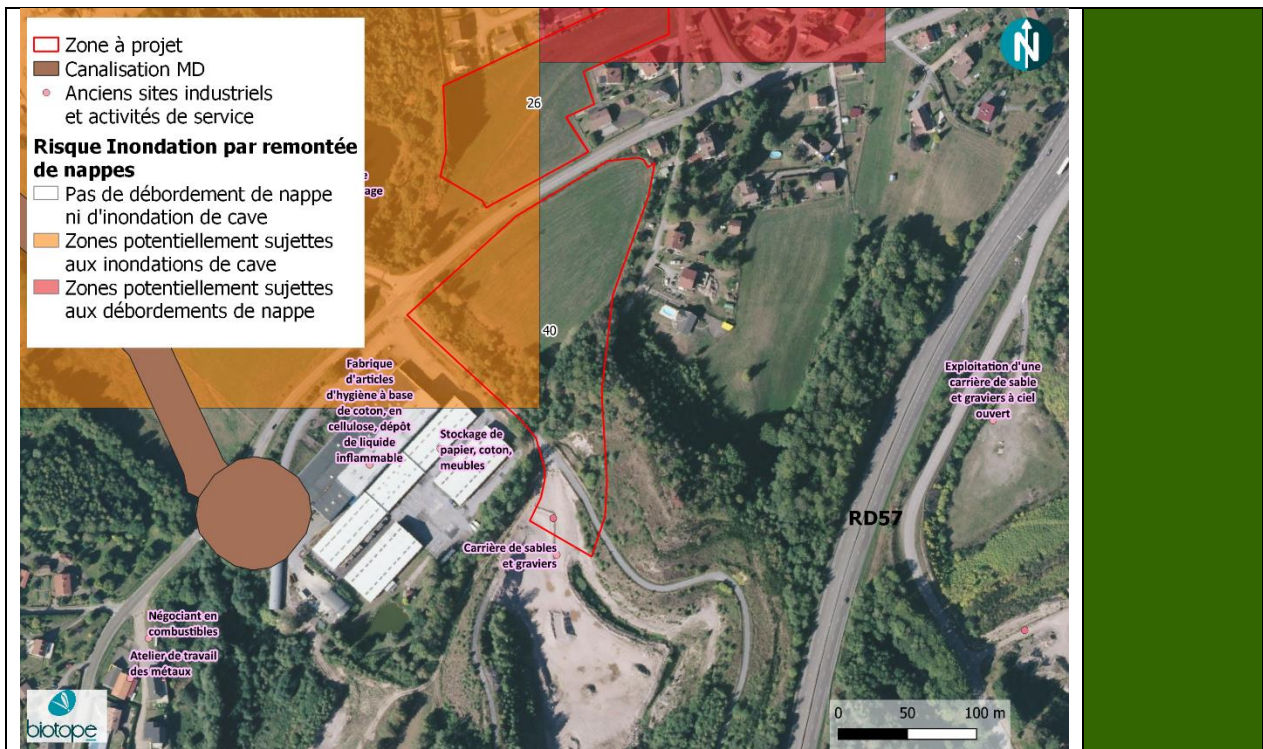 Zone à projet
Canalisation MD
Anciens sites industriels
et activités de service
Risque Inondation par remontée
de nappes
Pas de débordement de nappe
ni d'inondation de cave
Zones potentiellement sujettes
aux inondations de cave
Zones potentiellement sujettes
aux débordements de nappe
N
26
40
Fabrique
d'articles
d'hygiène à base
de coton, en
cellulose, dépôt
de liquide
inflammable
Stockage de
papier, coton,
meubles
Exploitation d'une
carrière de sable
et graviers à ciel
ouvert
RD57
Carrière de sables
et graviers
Négociant en
combustibles
Atelier de travail
des métaux
biotope
0 50 100 m